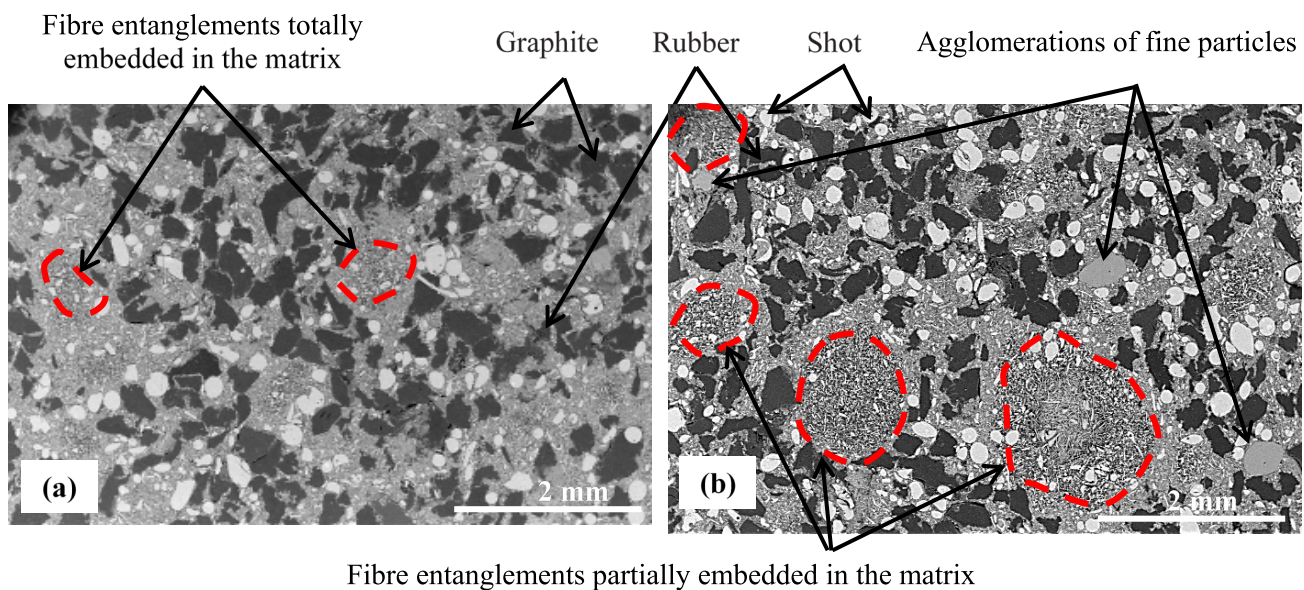 Fibre entanglements totally
embedded in the matrix
Graphite
Rubber
Shot
Agglomerations of fine particles
(a)
2 mm
(b)
2 mm
Fibre entanglements partially embedded in the matrix